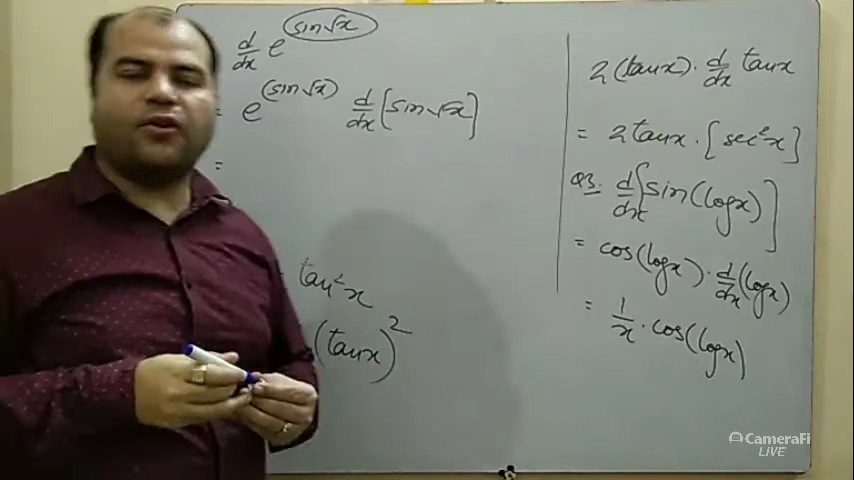 d/dx e^(sin√x)
= e^(sin√x) d/dx [sin√x]
=
tan²x
(tanx)²
2(tanx). d/dx tanx
= 2tanx. [sec²x]
Q3. d/dx [sin(logx)]
= cos(logx). d/dx (logx)
= 1/x . cos(logx)
CameraFi
LIVE